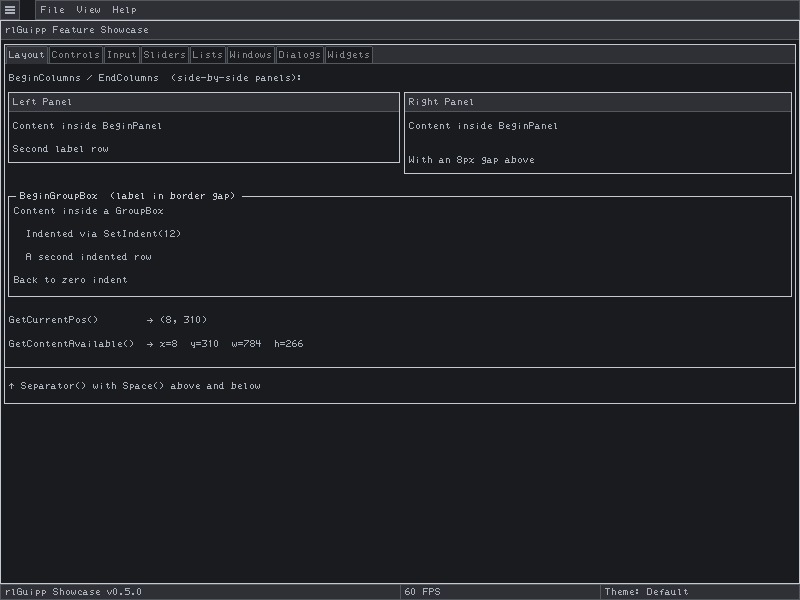 File View Help
rlGuipp Feature Showcase
Layout Controls Input Sliders Lists Windows Dialogs Widgets
BeginColumns / EndColumns (side-by-side panels):
Left Panel
Content inside BeginPanel
Second label row
Right Panel
Content inside BeginPanel
With an 8px gap above
BeginGroupBox (label in border gap)
Content inside a GroupBox
Indented via SetIndent(12)
A second indented row
Back to zero indent
GetCurrentPos() → (8, 310)
GetContentAvailable() → x=8 y=310 w=784 h=266
↑ Separator() with Space() above and below
rlGuipp Showcase v0.5.0
60 FPS
Theme: Default